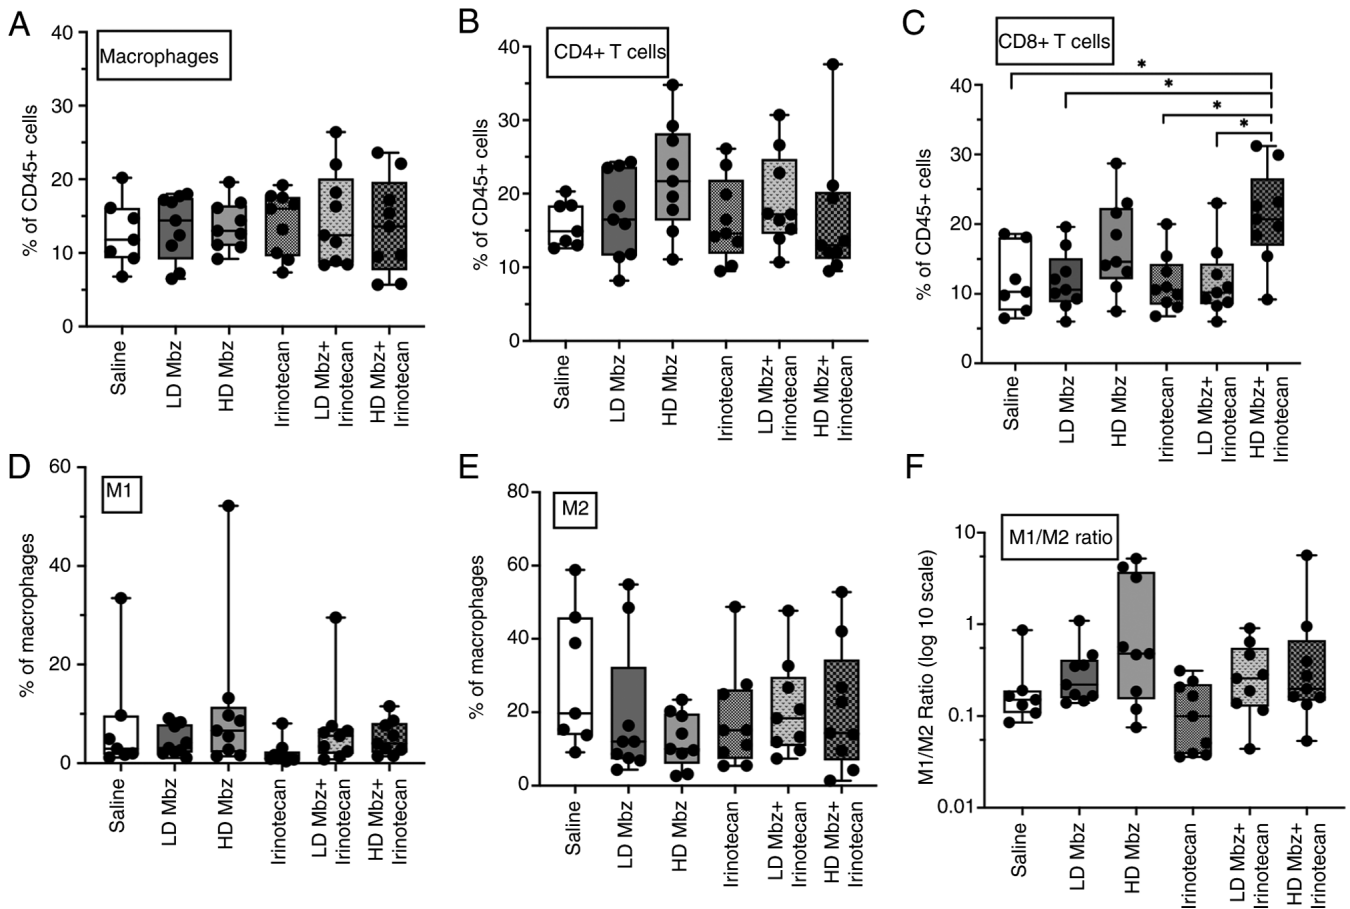 A
Macrophages
% of CD45+ cells
40
30
20
10
0
Saline
LD Mbz
HD Mbz
Irinotecan
LD Mbz+
Irinotecan
HD Mbz+
Irinotecan
B
CD4+ T cells
% of CD45+ cells
40
30
20
10
0
Saline
LD Mbz
HD Mbz
Irinotecan
LD Mbz+
Irinotecan
HD Mbz+
Irinotecan
C
CD8+ T cells
*
*
*
*
% of CD45+ cells
40
30
20
10
0
Saline
LD Mbz
HD Mbz
Irinotecan
LD Mbz+
Irinotecan
HD Mbz+
Irinotecan
D
M1
% of macrophages
60
40
20
0
Saline
LD Mbz
HD Mbz
Irinotecan
LD Mbz+
Irinotecan
HD Mbz+
Irinotecan
E
M2
% of macrophages
80
60
40
20
0
Saline
LD Mbz
HD Mbz
Irinotecan
LD Mbz+
Irinotecan
HD Mbz+
Irinotecan
F
M1/M2 ratio
M1/M2 Ratio (log 10 scale)
10
1
0.1
0.01
Saline
LD Mbz
HD Mbz
Irinotecan
LD Mbz+
Irinotecan
HD Mbz+
Irinotecan